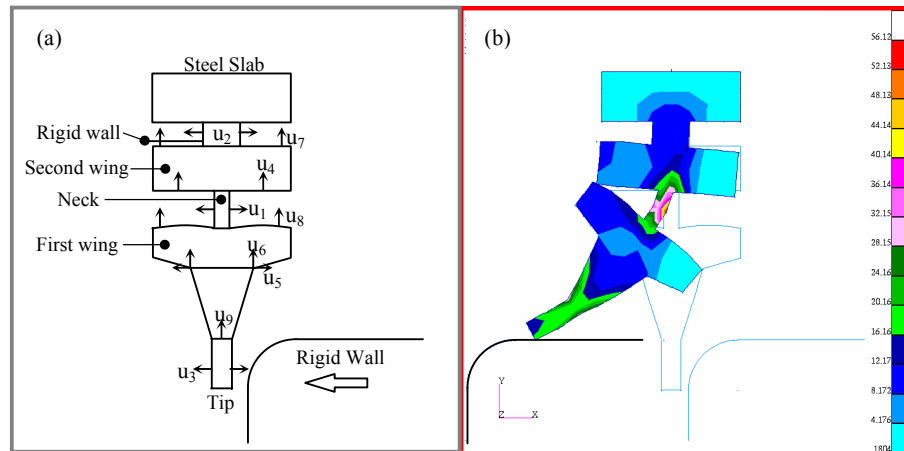 (a)
Steel Slab
Rigid wall
u2
u7
Second wing
u4
Neck
u1
u8
First wing
u6
u5
u9
Rigid Wall
u3
Tip
(b)
Y
Z
X
56.12
52.13
48.13
44.14
40.14
36.14
32.15
28.15
24.16
20.16
16.16
12.17
8.172
4.176
.1804